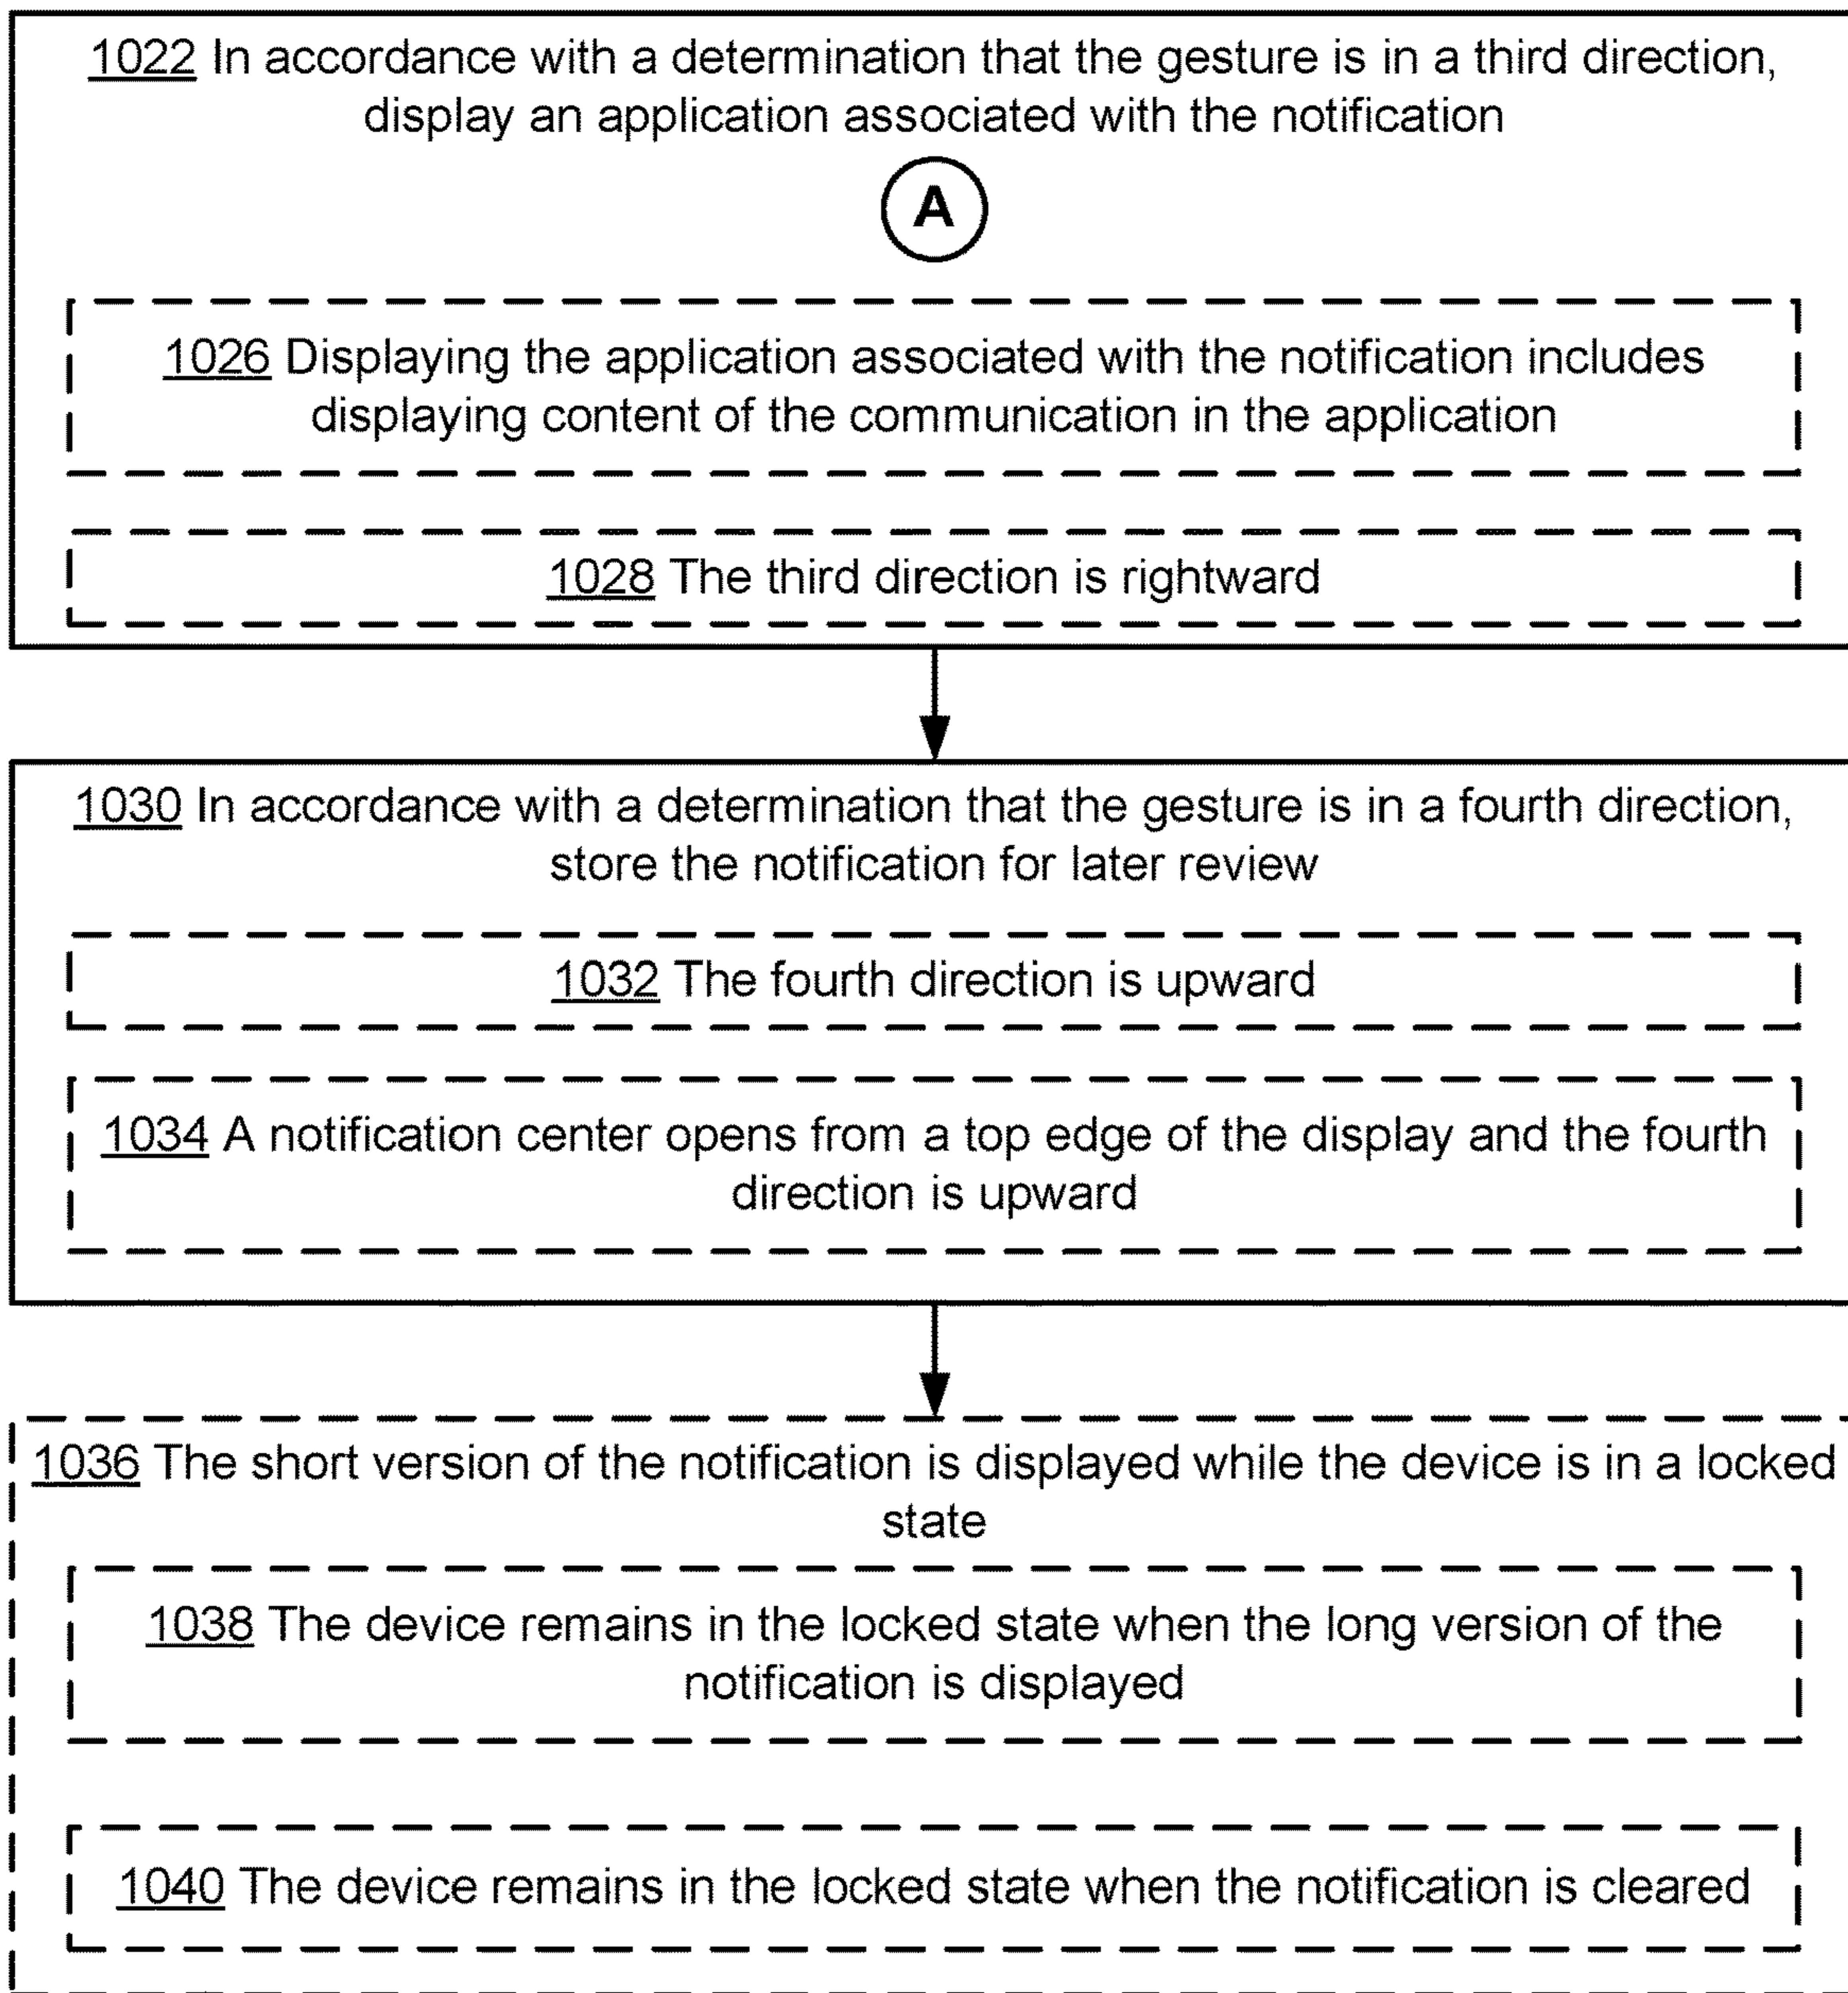 1022 In accordance with a determination that the gesture is in a third direction,
display an application associated with the notification
A
1026 Displaying the application associated with the notification includes
displaying content of the communication in the application
1028 The third direction is rightward
1030 In accordance with a determination that the gesture is in a fourth direction,
store the notification for later review
1032 The fourth direction is upward
1034 A notification center opens from a top edge of the display and the fourth
direction is upward
1036 The short version of the notification is displayed while the device is in a locked
state
1038 The device remains in the locked state when the long version of the
notification is displayed
1040 The device remains in the locked state when the notification is cleared